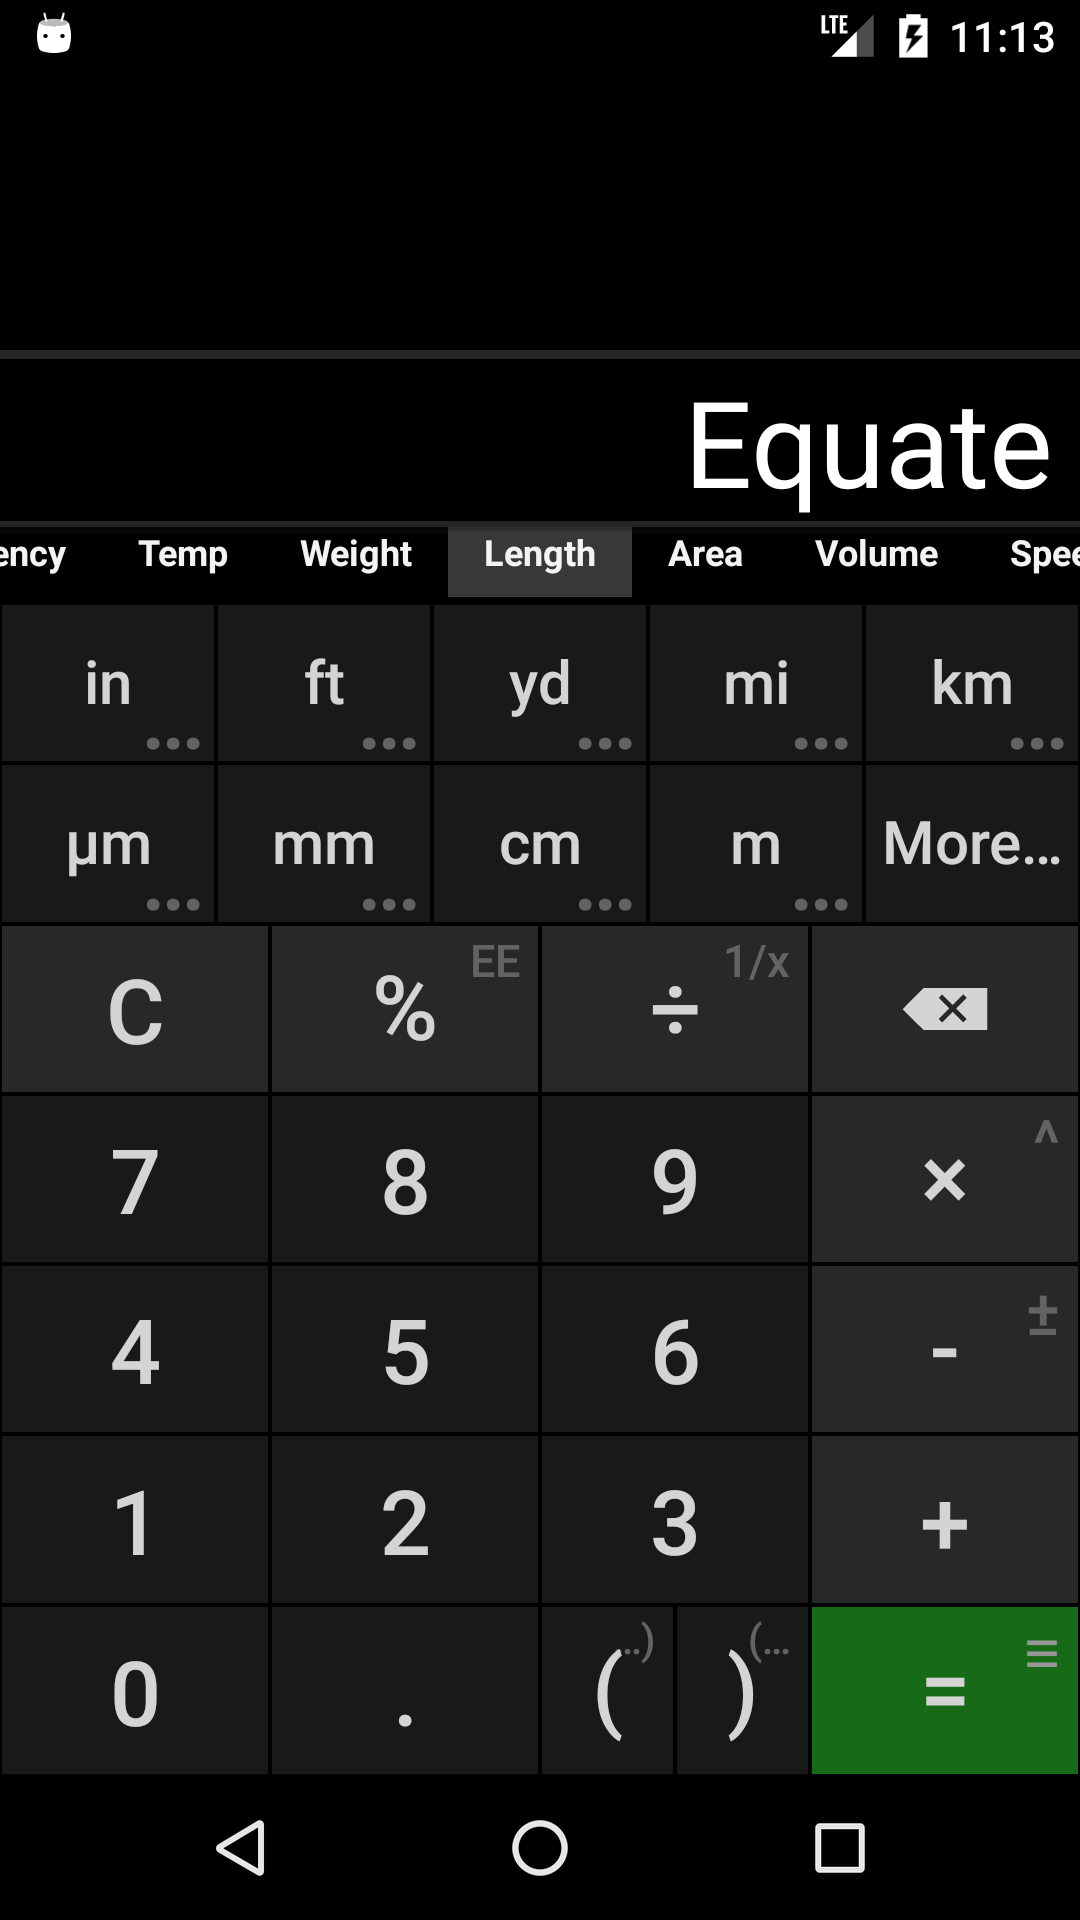 LTE 11:13
Equate
ency Temp Weight Length Area Volume Spee
in ft yd mi km
µm mm cm m More...
C % EE ÷ 1/x
7 8 9 × ^
4 5 6 - ±
1 2 3 +
0 . ( ..) ) (... =